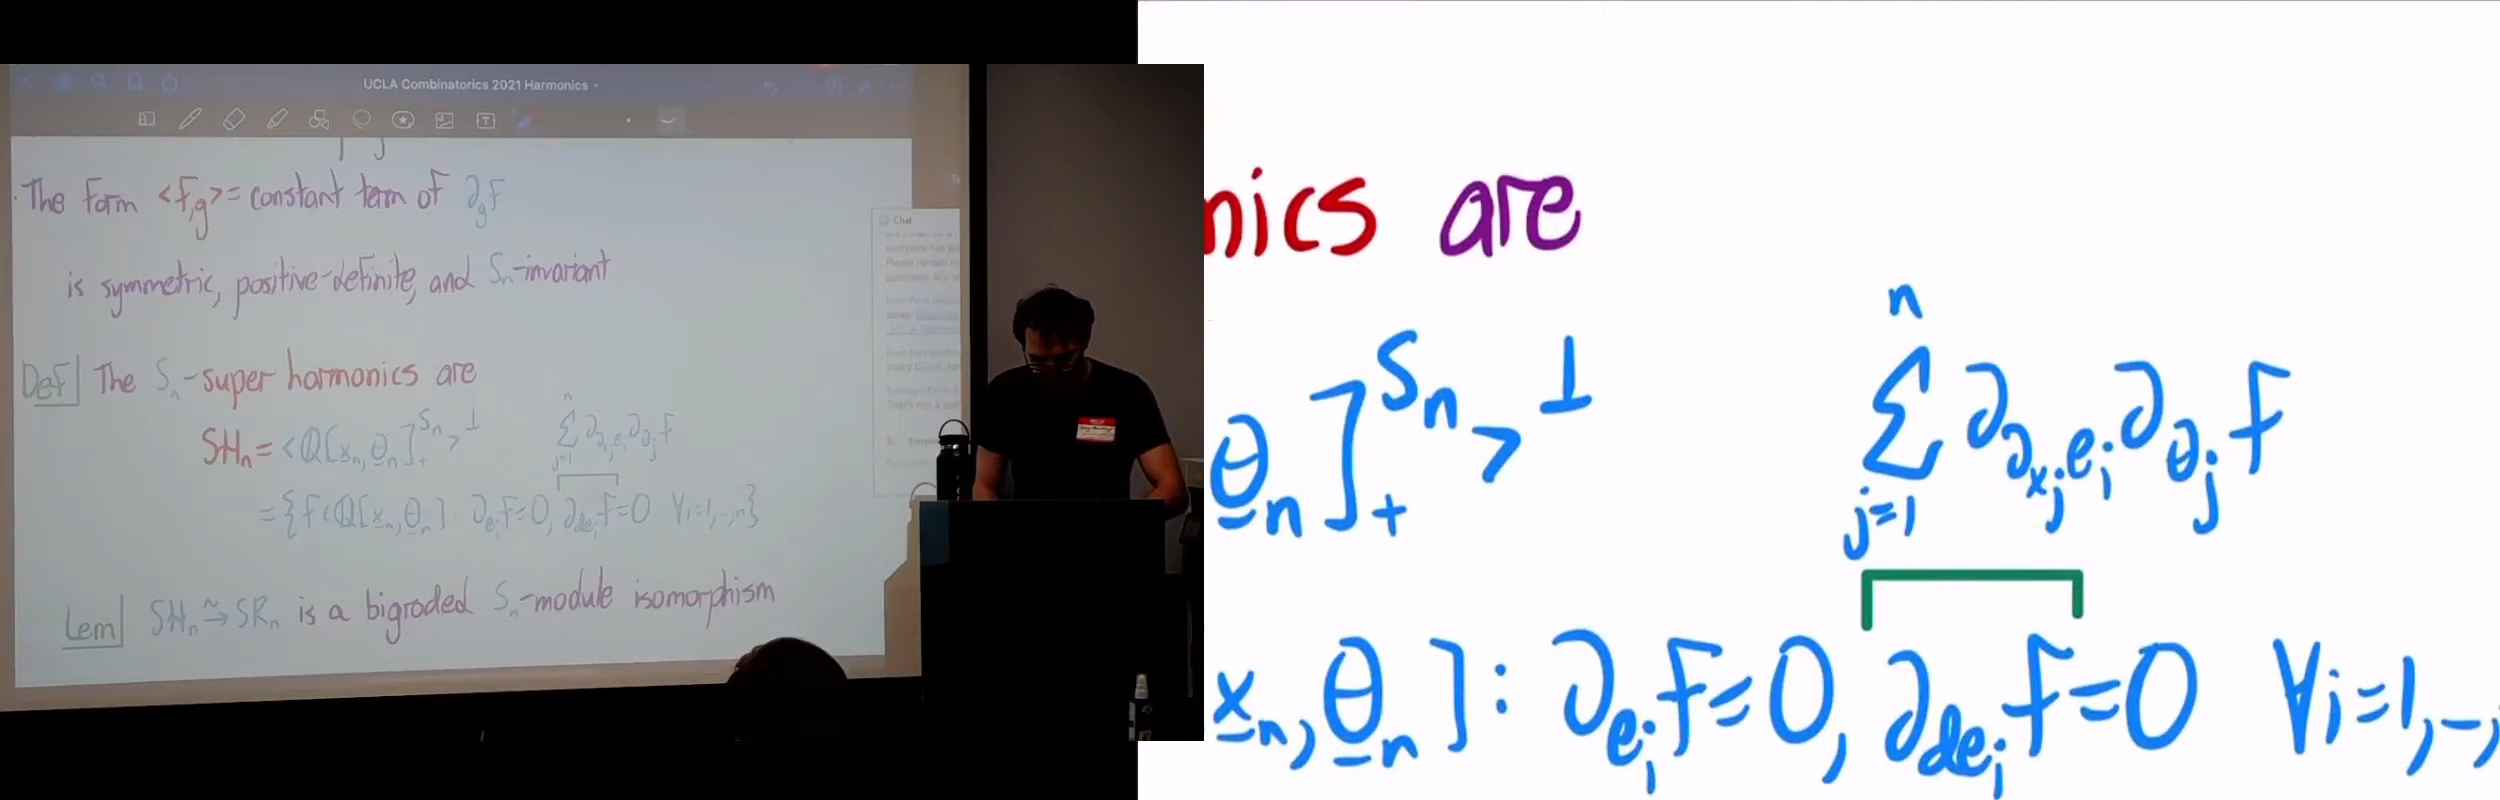 UCLA Combinatorics 2021 Harmonics
· The form <f,g> = constant term of ∂_g f
is symmetric, positive-definite, and S_n-invariant
Def The S_n-super harmonics are
SH_n = <Q[x_n, θ_n]_+^{S_n}>^⊥ ∑_{j=1}^{n} ∂_{∂_{x_j} e_i} ∂_{θ_j} f
= {f ∈ Q[x_n, θ_n] : ∂_{e_i} f = 0, ∂_{de_i} f = 0 ∀i=1,–,n}
Lem SH_n ⥲ SR_n is a bigraded S_n-module isomorphism
Chat
nics are
θ_n]_+^{S_n}>^⊥ ∑_{j=1}^{n} ∂_{∂_{x_j} e_i} ∂_{θ_j} f
x_n, θ_n] : ∂_{e_i} f = 0, ∂_{de_i} f = 0 ∀i=1,–,